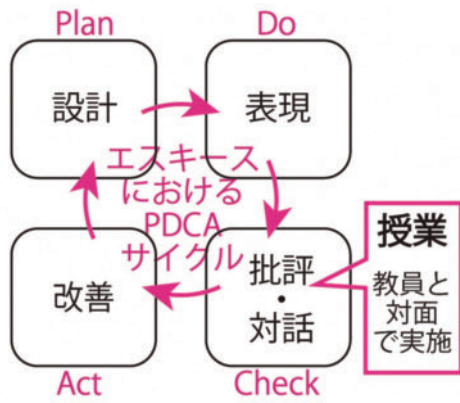 Plan
Do
設計
表現
エスキース
における
PDCA
サイクル
改善
批評
・
対話
授業
教員と
対面
で実施
Act
Check